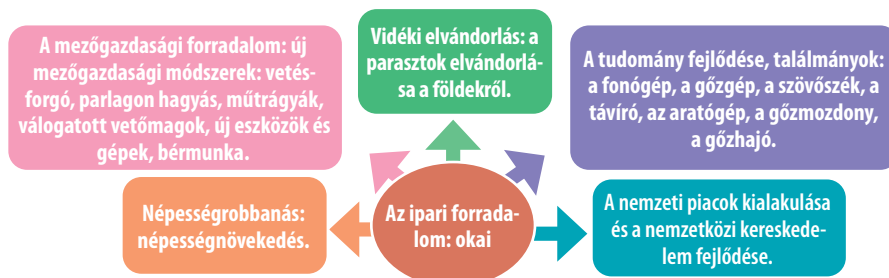 A mezőgazdasági forradalom: új
mezőgazdasági módszerek: vetés-
forgó, parlagon hagyás, műtrágyák,
válogatott vetőmagok, új eszközök és
gépek, bérmunka.
Vidéki elvándorlás: a
parasztok elvándorlá-
sa a földekről.
A tudomány fejlődése, találmányok:
a fonógép, a gőzgép, a szövőszék, a
távíró, az aratógép, a gőzmozdony,
a gőzhajó.
Népességrobbanás:
népességnövekedés.
Az ipari forrada-
lom: okai
A nemzeti piacok kialakulása
és a nemzetközi kereskede-
lem fejlődése.